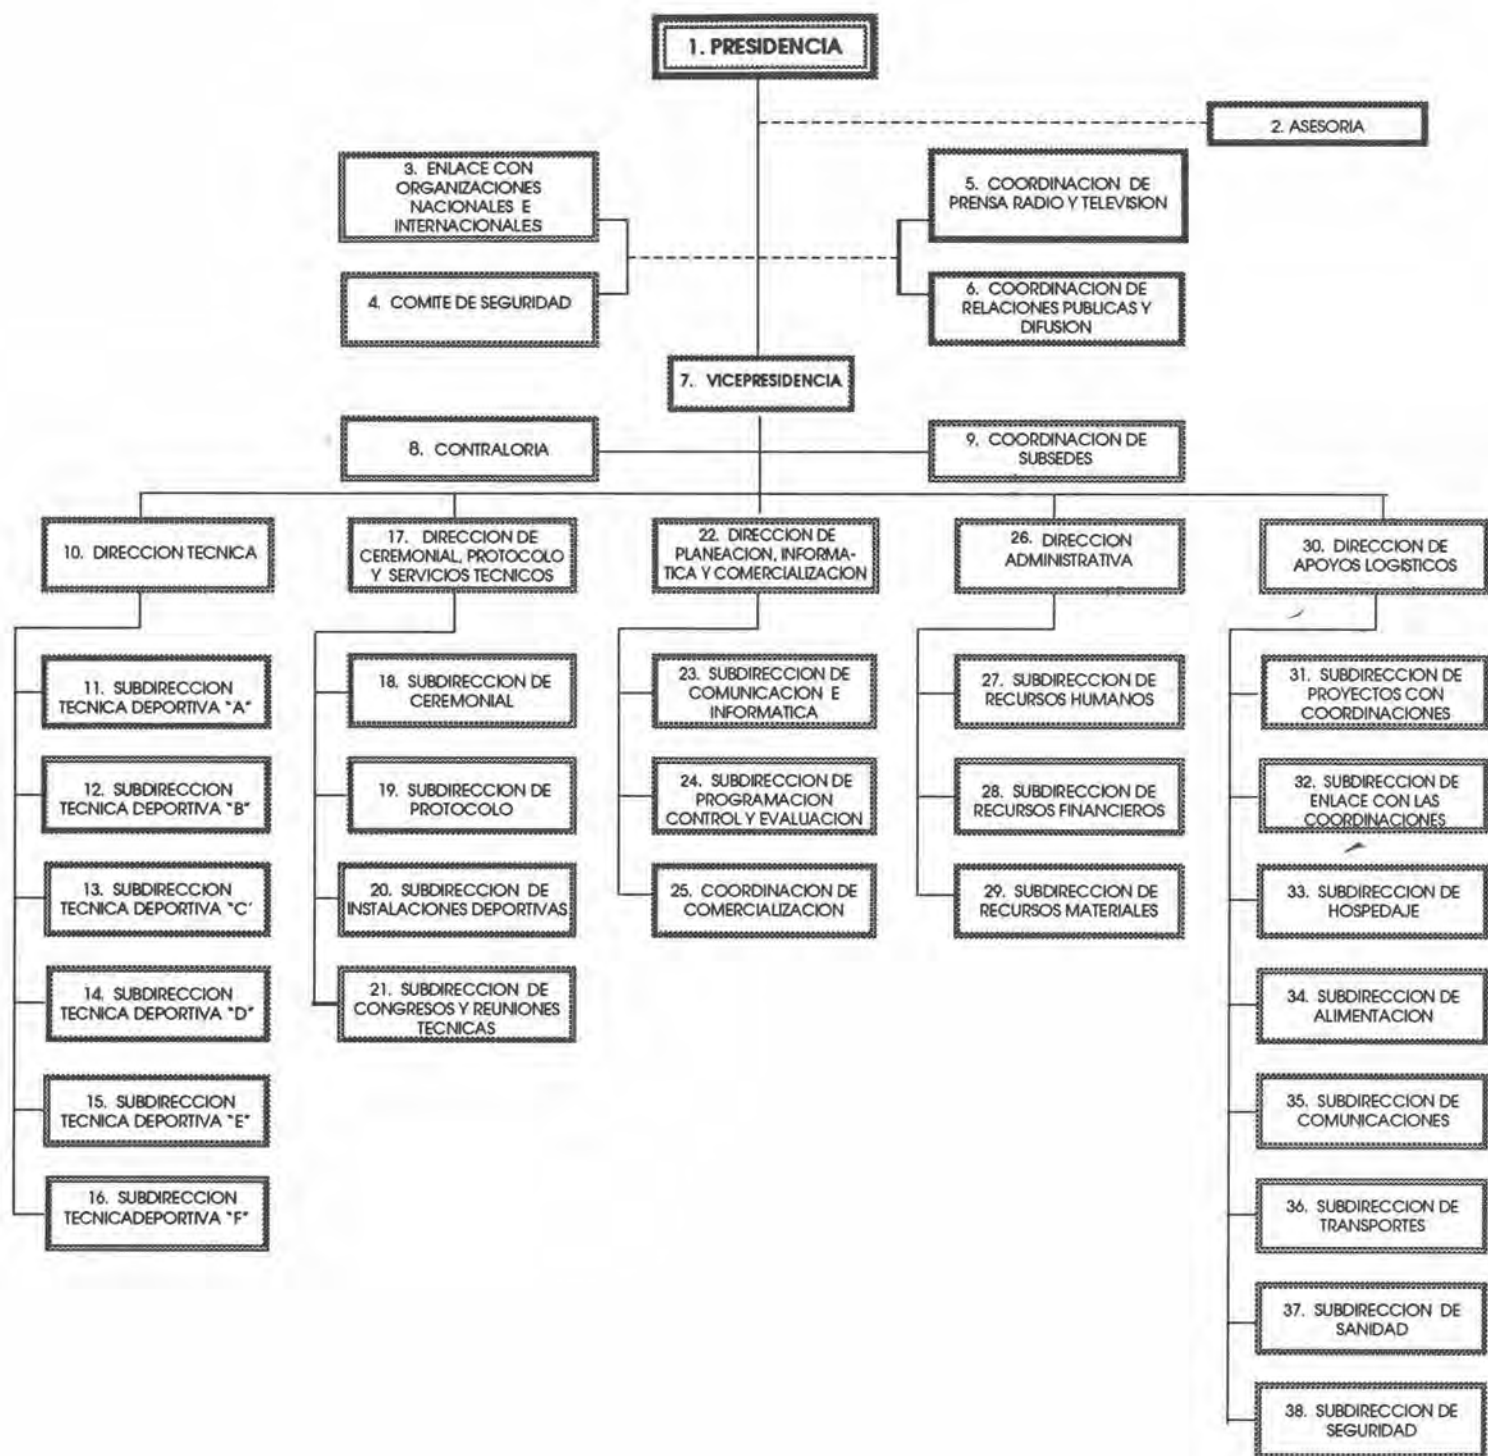 1. PRESIDENCIA
2. ASESORIA
3. ENLACE CON
ORGANIZACIONES
NACIONALES E
INTERNACIONALES
4. COMITE DE SEGURIDAD
5. COORDINACION DE
PRENSA RADIO Y TELEVISION
6. COORDINACION DE
RELACIONES PUBLICAS Y
DIFUSION
7. VICEPRESIDENCIA
8. CONTRALORIA
9. COORDINACION DE
SUBSEDES
10. DIRECCION TECNICA
11. SUBDIRECCION
TECNICA DEPORTIVA "A"
12. SUBDIRECCION
TECNICA DEPORTIVA "B"
13. SUBDIRECCION
TECNICA DEPORTIVA "C'
14. SUBDIRECCION
TECNICA DEPORTIVA "D"
15. SUBDIRECCION
TECNICA DEPORTIVA "E"
16. SUBDIRECCION
TECNICADEPORTIVA "F"
17. DIRECCION DE
CEREMONIAL, PROTOCOLO
Y SERVICIOS TECNICOS
18. SUBDIRECCION DE
CEREMONIAL
19. SUBDIRECCION DE
PROTOCOLO
20. SUBDIRECCION DE
INSTALACIONES DEPORTIVAS
21. SUBDIRECCION DE
CONGRESOS Y REUNIONES
TECNICAS
22. DIRECCION DE
PLANEACION, INFORMA-
TICA Y COMERCIALIZACION
23. SUBDIRECCION DE
COMUNICACION E
INFORMATICA
24. SUBDIRECCION DE
PROGRAMACION
CONTROL Y EVALUACION
25. COORDINACION DE
COMERCIALIZACION
26. DIRECCION
ADMINISTRATIVA
27. SUBDIRECCION DE
RECURSOS HUMANOS
28. SUBDIRECCION DE
RECURSOS FINANCIEROS
29. SUBDIRECCION DE
RECURSOS MATERIALES
30. DIRECCION DE
APOYOS LOGISTICOS
31. SUBDIRECCION DE
PROYECTOS CON
COORDINACIONES
32. SUBDIRECCION DE
ENLACE CON LAS
COORDINACIONES
33. SUBDIRECCION DE
HOSPEDAJE
34. SUBDIRECCION DE
ALIMENTACION
35. SUBDIRECCION DE
COMUNICACIONES
36. SUBDIRECCION DE
TRANSPORTES
37. SUBDIRECCION DE
SANIDAD
38. SUBDIRECCION DE
SEGURIDAD